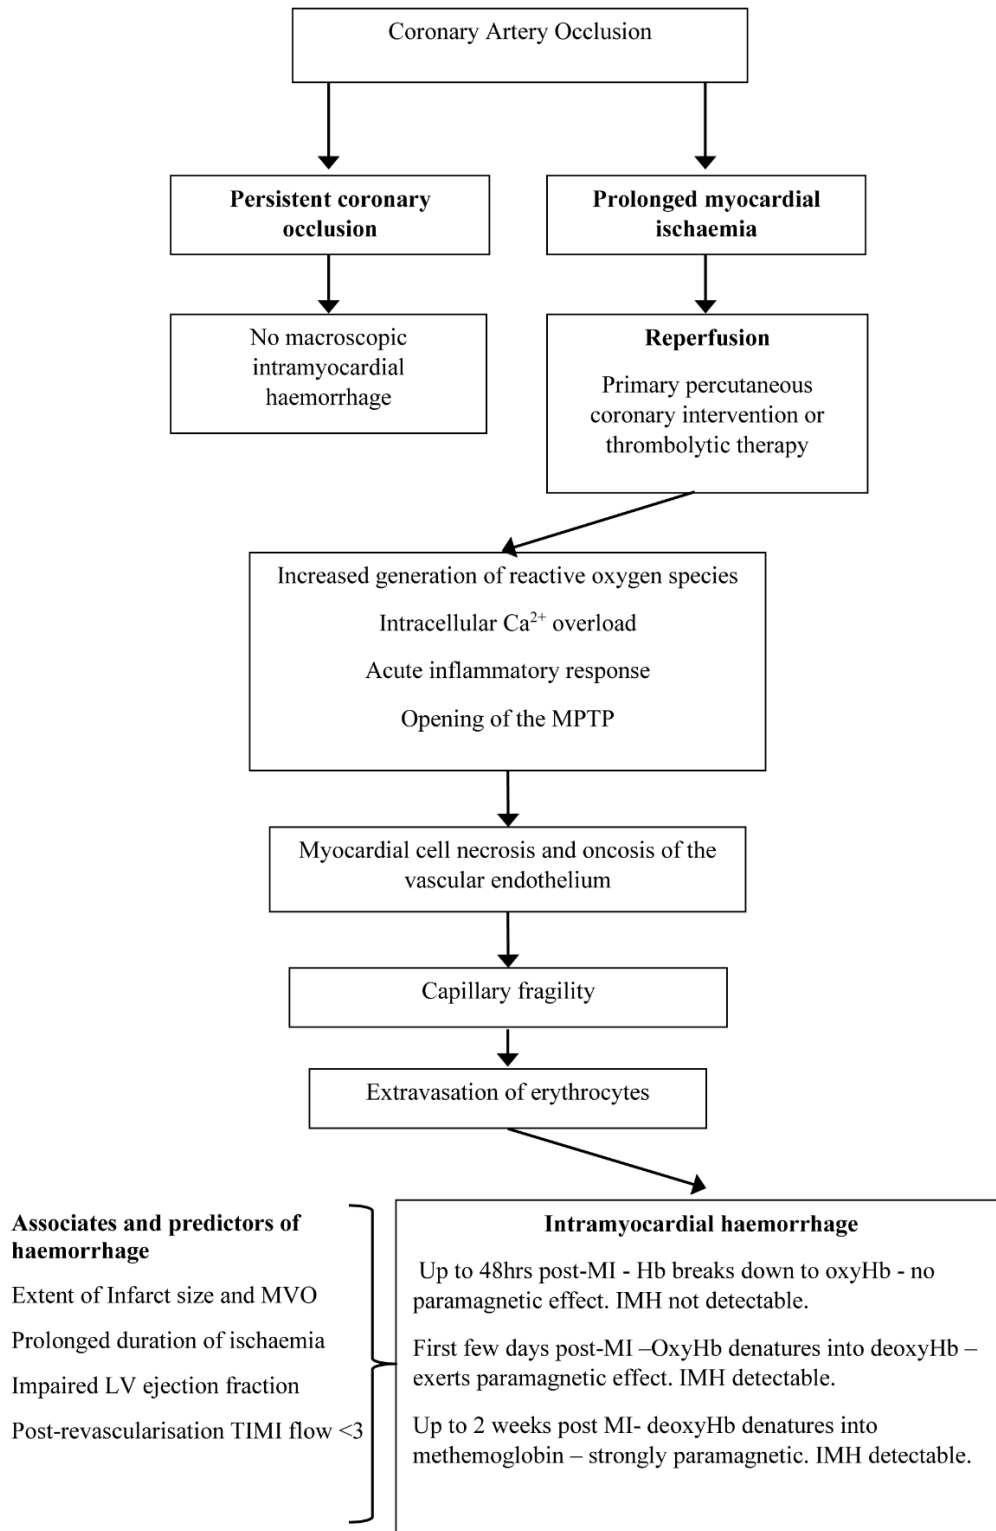 Coronary Artery Occlusion
Persistent coronary
occlusion
Prolonged myocardial
ischaemia
No macroscopic
intramyocardial
haemorrhage
Reperfusion
Primary percutaneous
coronary intervention or
thrombolytic therapy
Increased generation of reactive oxygen species
Intracellular Ca²⁺ overload
Acute inflammatory response
Opening of the MPTP
Myocardial cell necrosis and oncosis of the
vascular endothelium
Capillary fragility
Extravasation of erythrocytes
Associates and predictors of
haemorrhage
Extent of Infarct size and MVO
Prolonged duration of ischaemia
Impaired LV ejection fraction
Post-revascularisation TIMI flow <3
Intramyocardial haemorrhage
Up to 48hrs post-MI - Hb breaks down to oxyHb - no
paramagnetic effect. IMH not detectable.
First few days post-MI –OxyHb denatures into deoxyHb –
exerts paramagnetic effect. IMH detectable.
Up to 2 weeks post MI- deoxyHb denatures into
methemoglobin – strongly paramagnetic. IMH detectable.